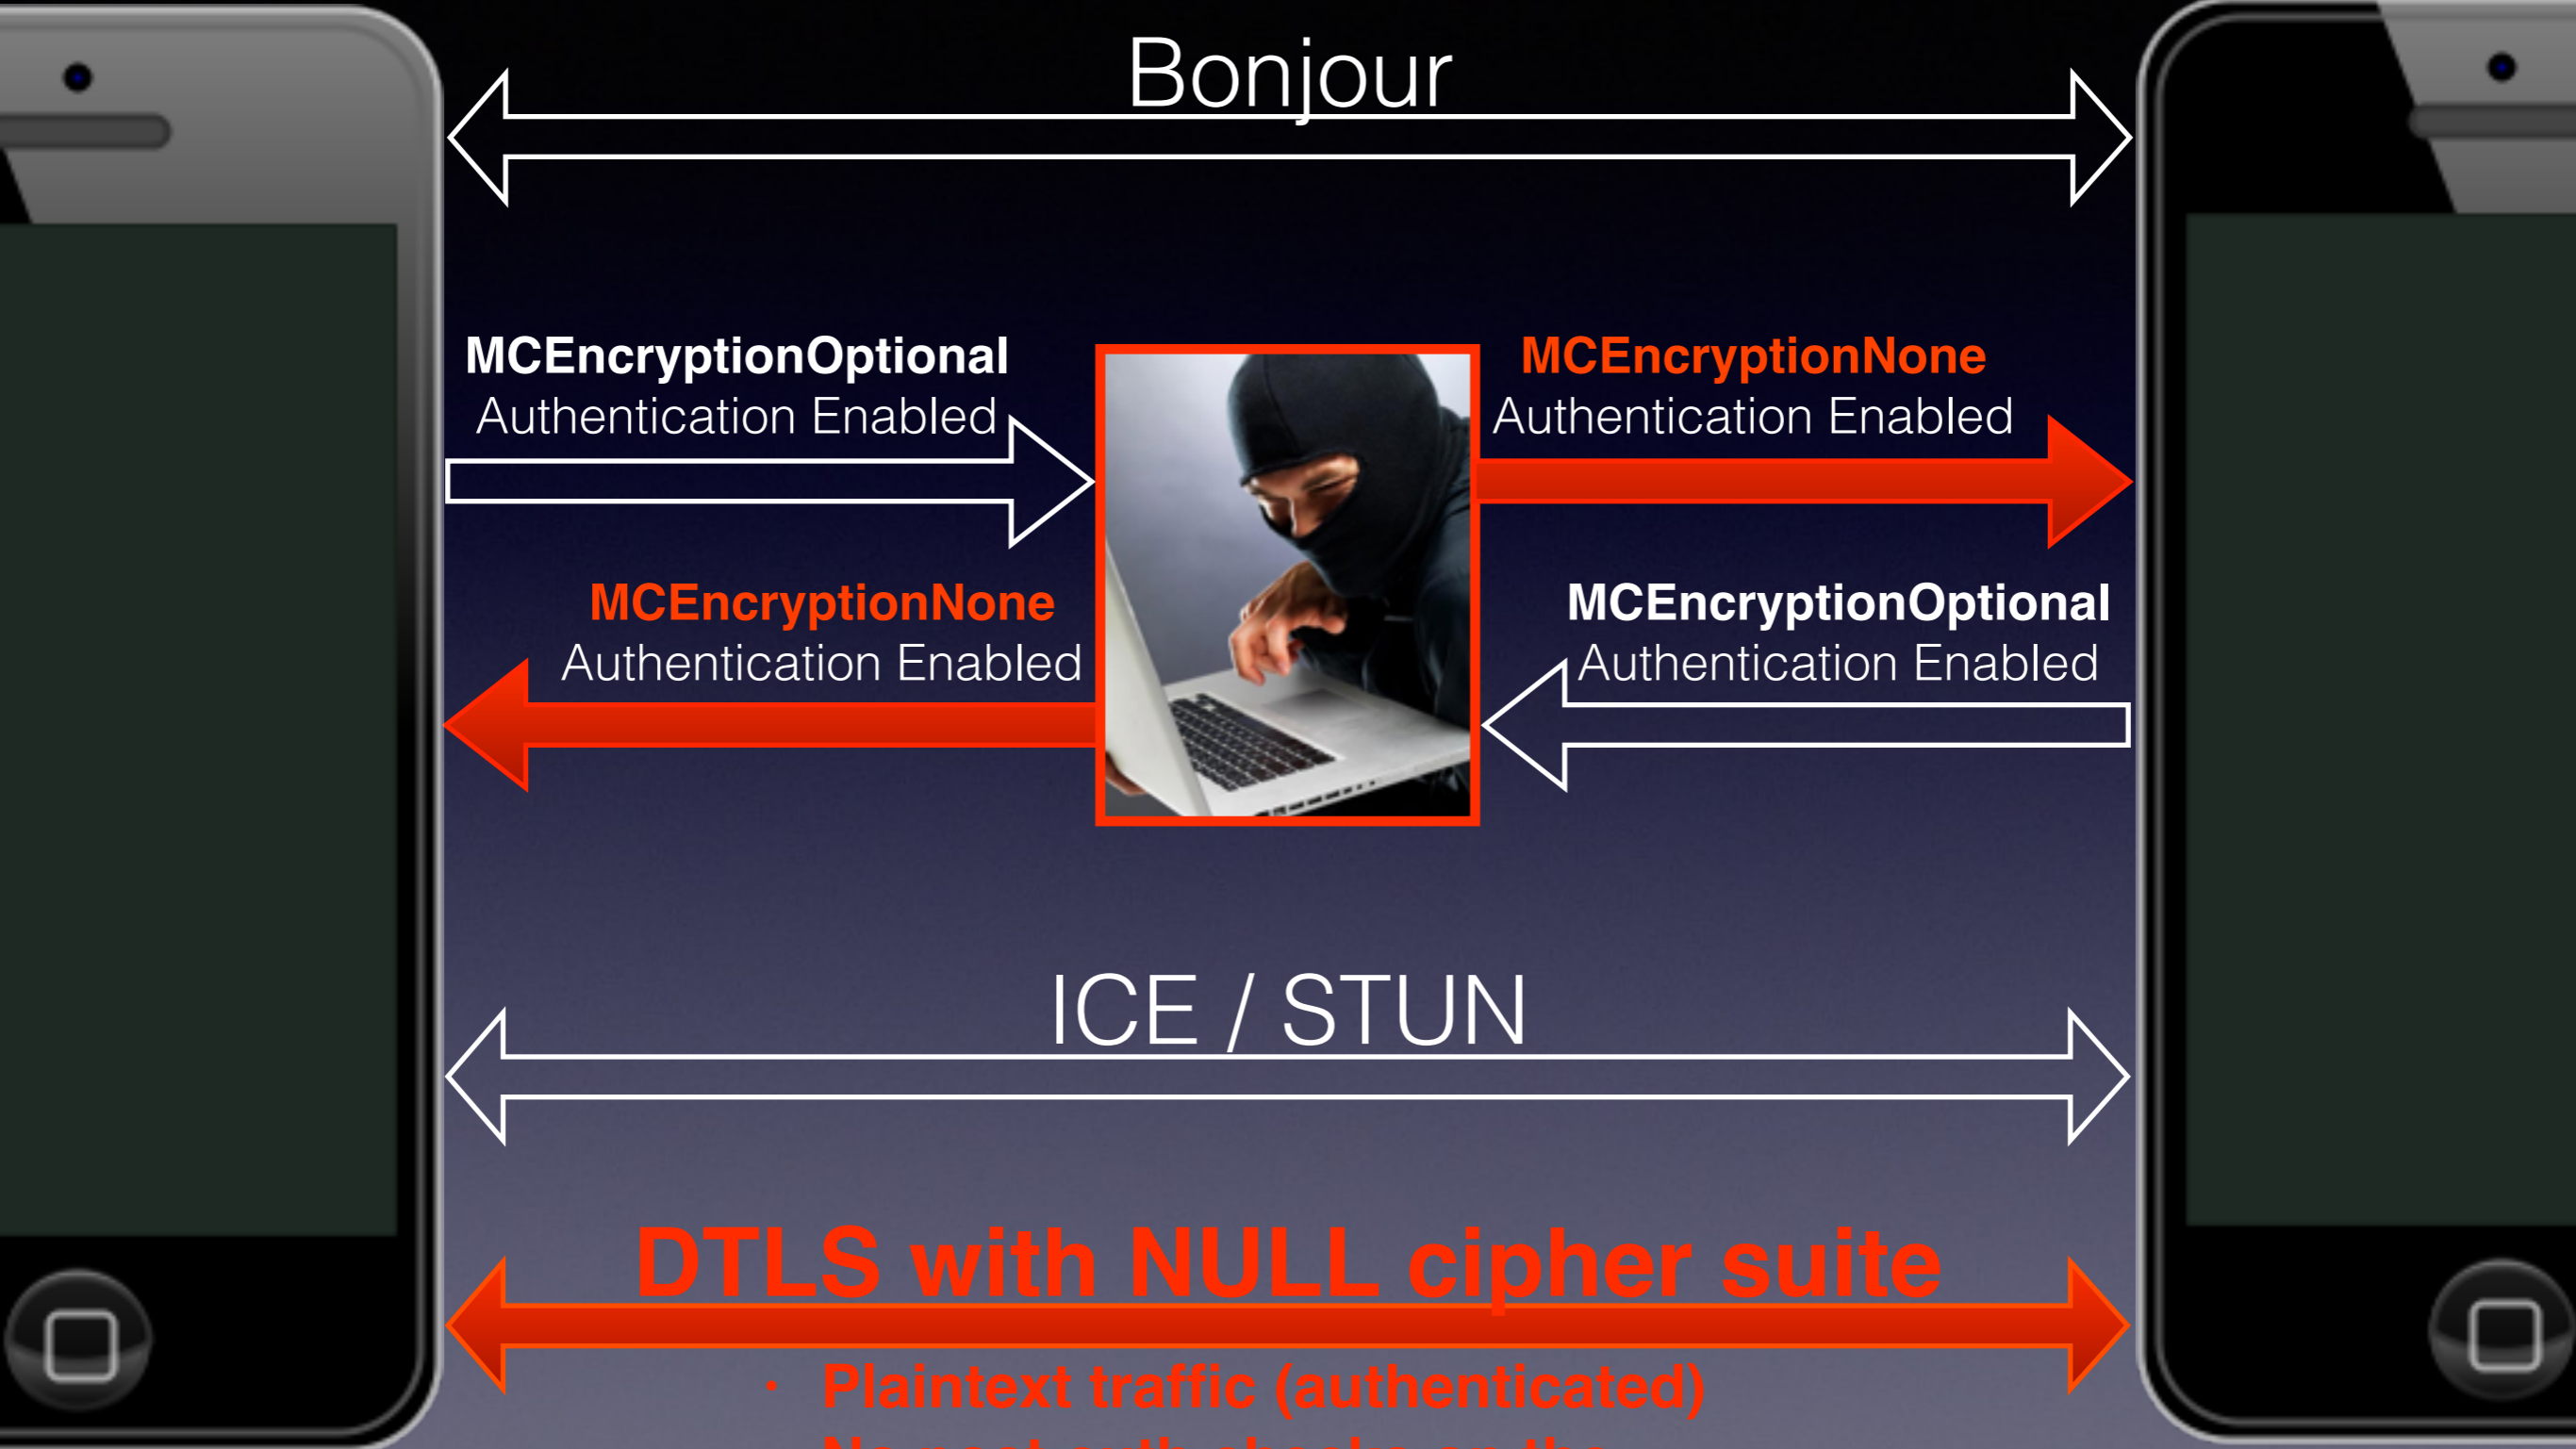 Bonjour
MCEncryptionOptional
Authentication Enabled
MCEncryptionNone
Authentication Enabled
MCEncryptionNone
Authentication Enabled
MCEncryptionOptional
Authentication Enabled
ICE / STUN
DTLS with NULL cipher suite
· Plaintext traffic (authenticated)